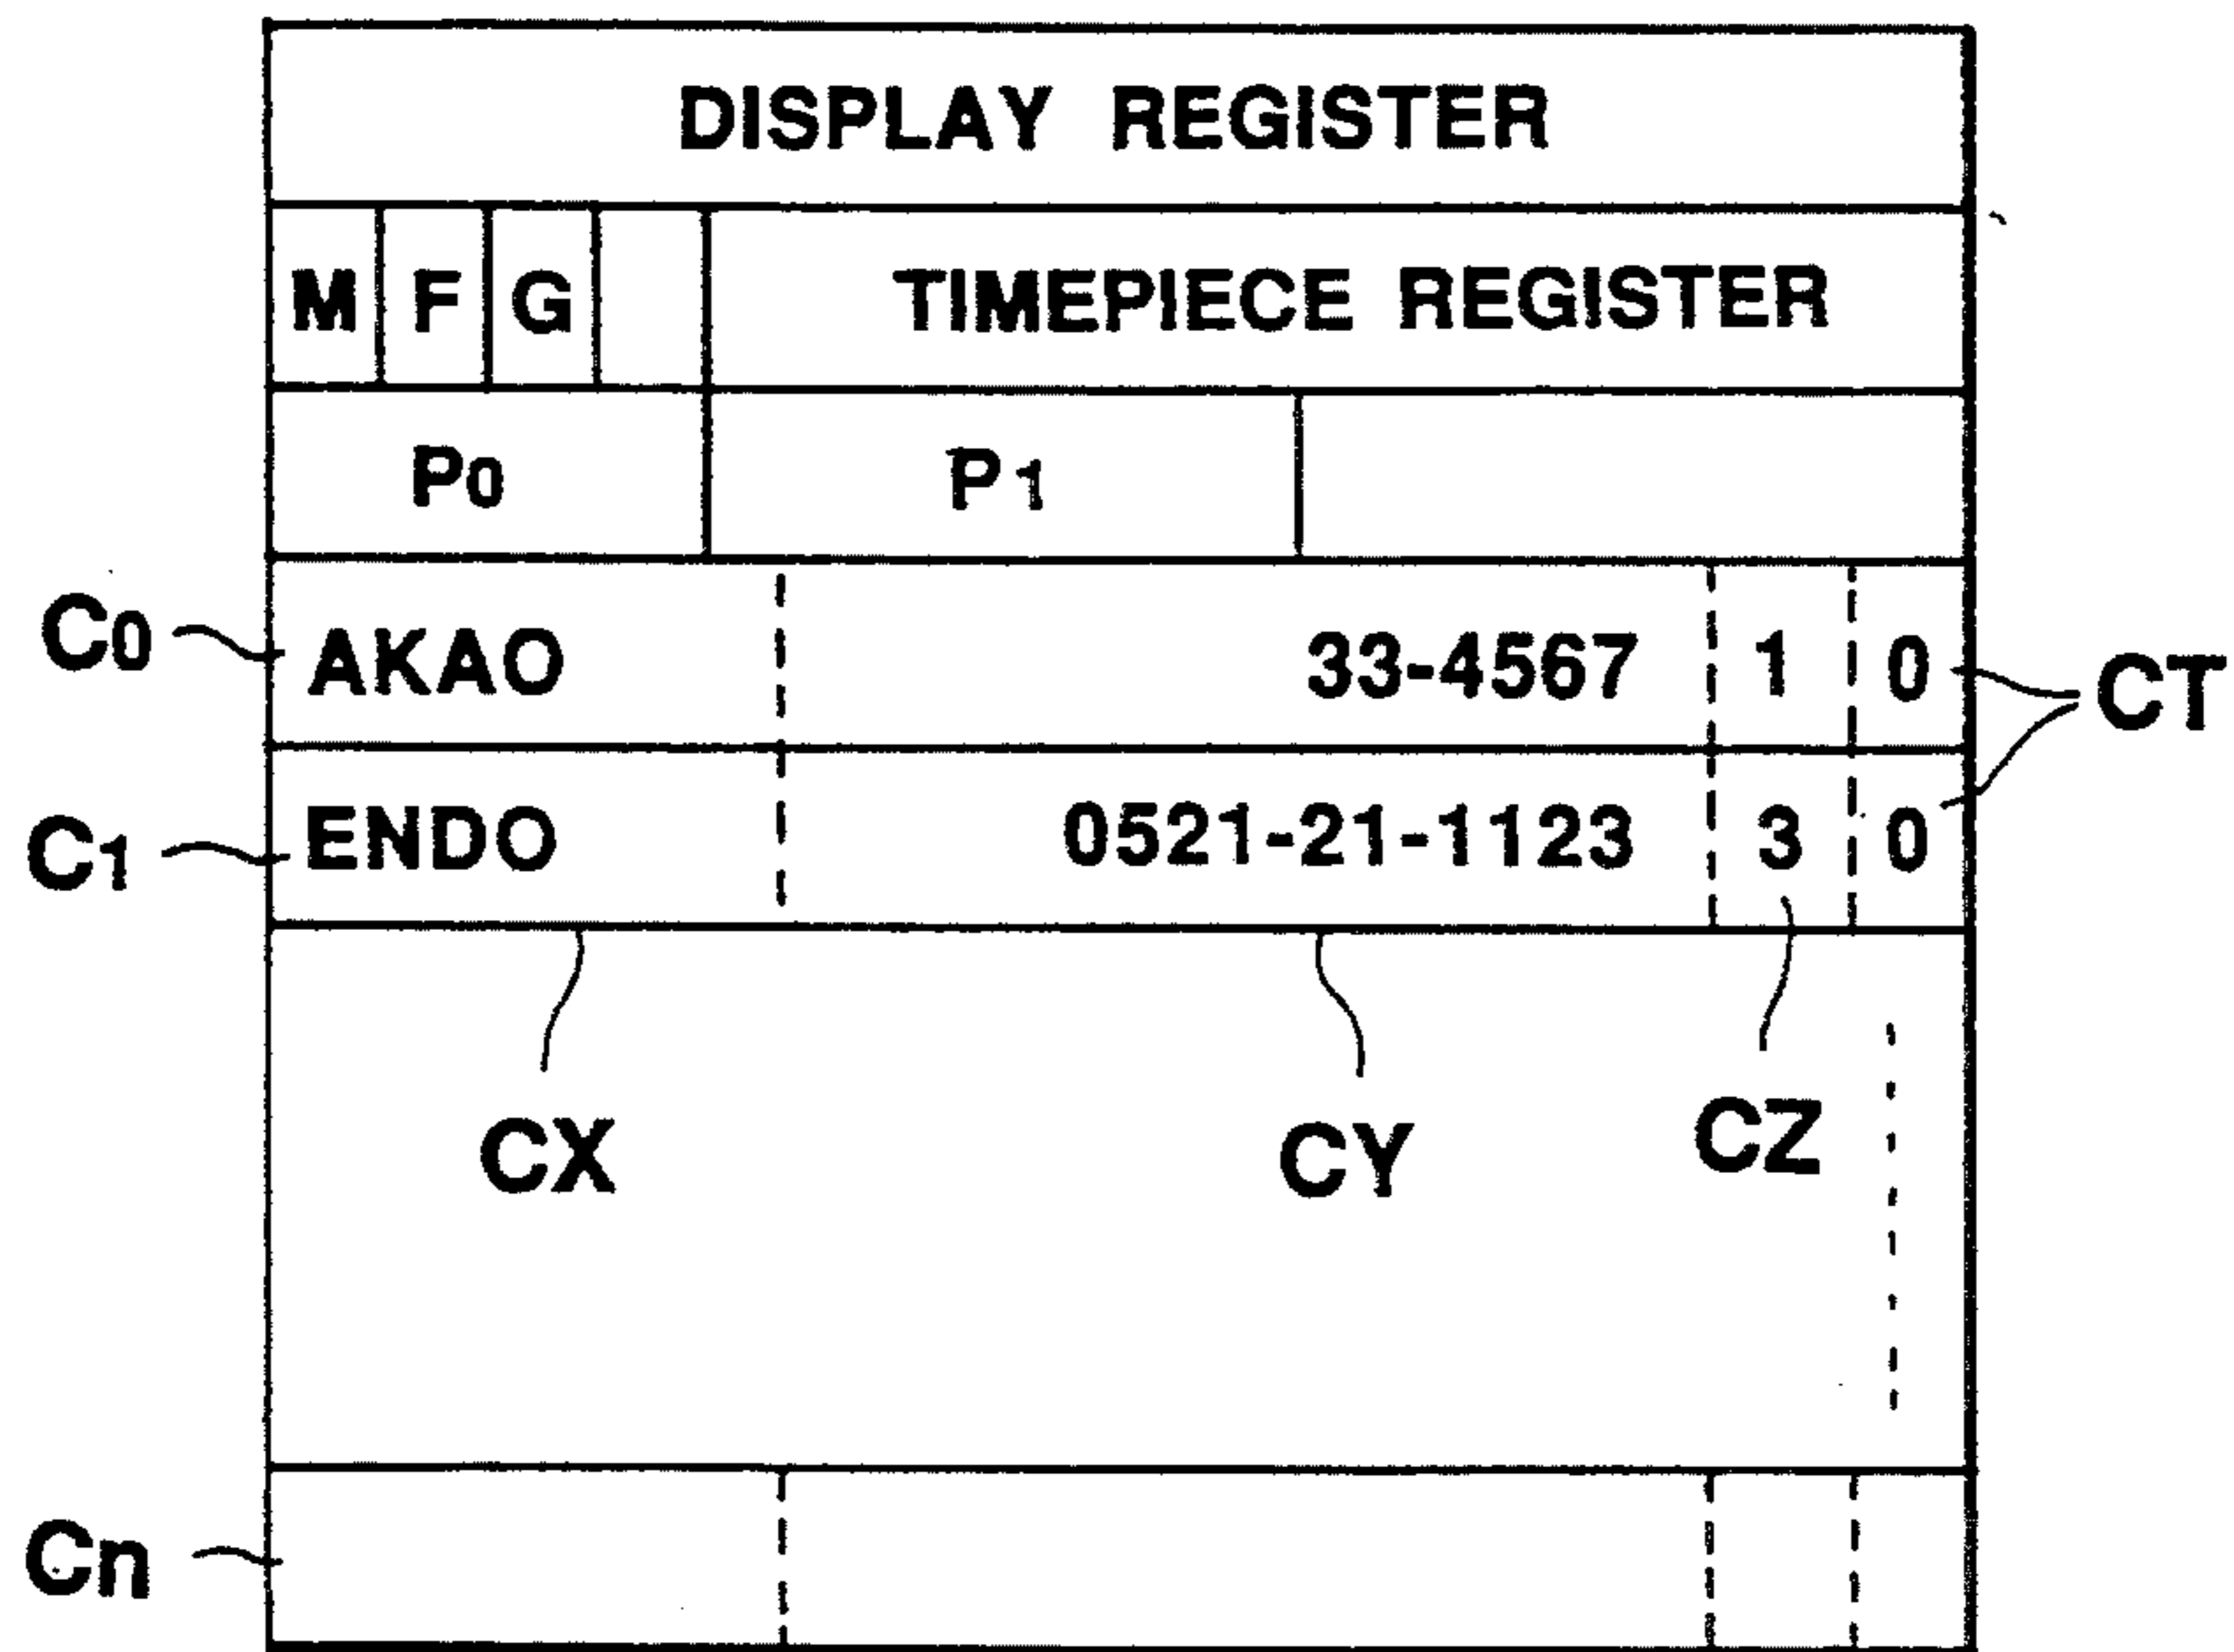 DISPLAY REGISTER
M F G TIMEPIECE REGISTER
P0 P1
C0 AKAO 33-4567 1 0 CT
C1 ENDO 0521-21-1123 3 0
CX CY CZ
Cn